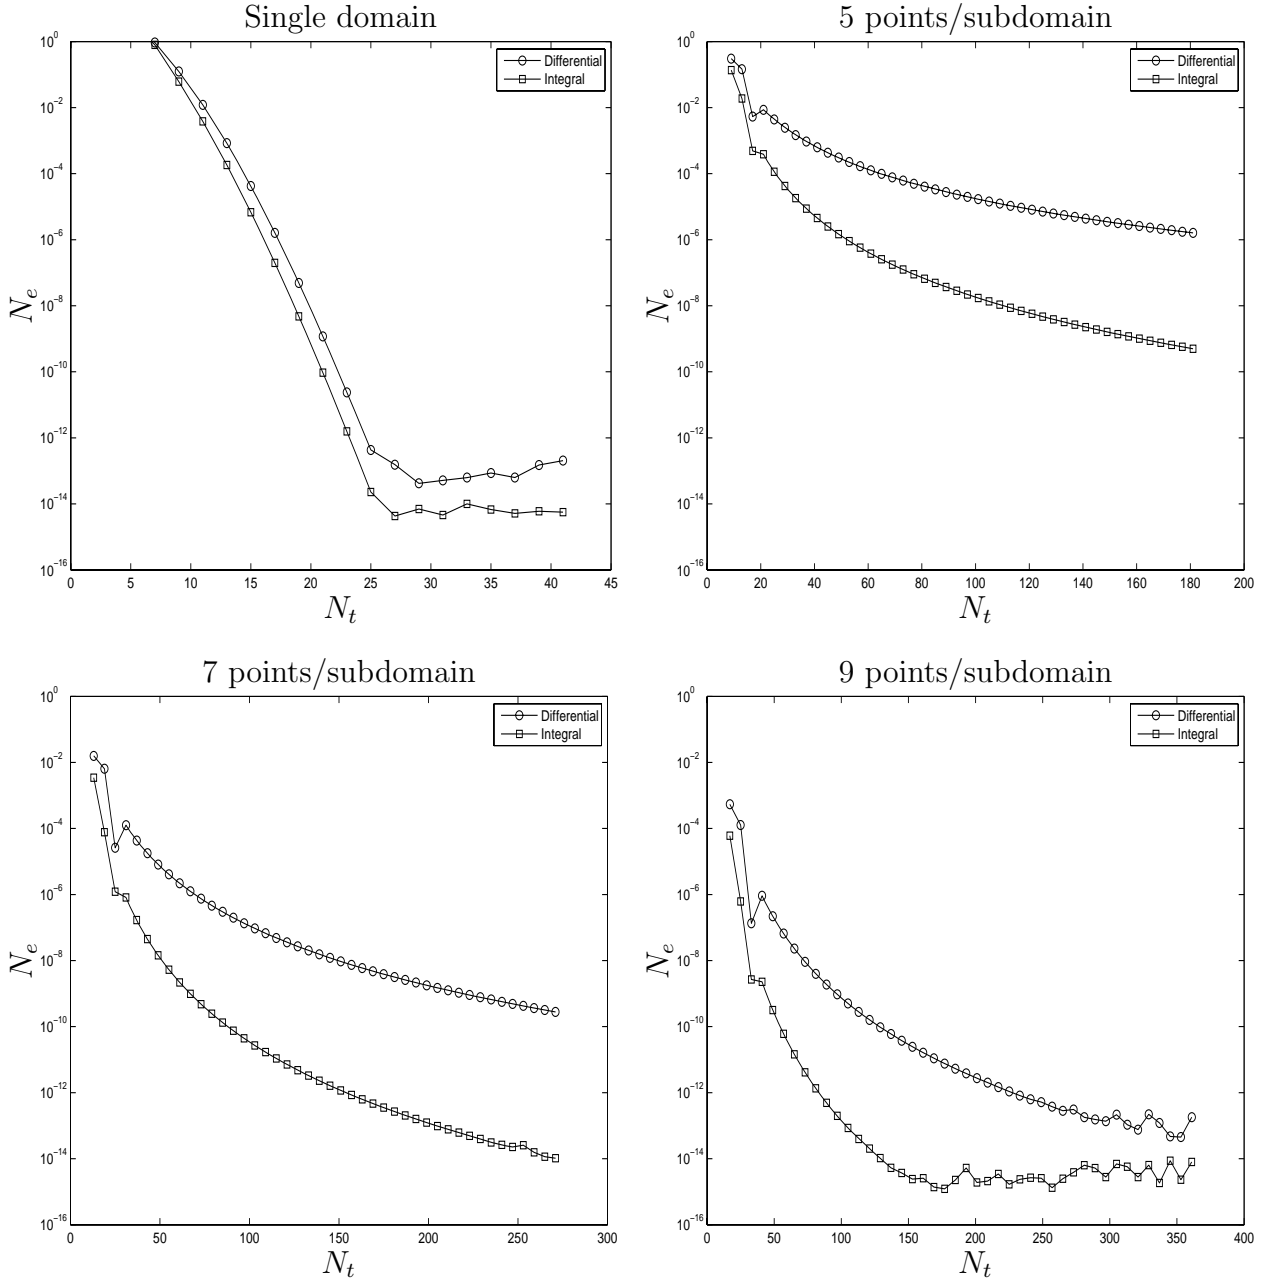 Single domain
10^0
10^−2
10^−4
10^−6
10^−8
10^−10
10^−12
10^−14
10^−16
0 5 10 15 20 25 30 35 40 45
N_e
N_t
Differential
Integral
5 points/subdomain
10^0
10^−2
10^−4
10^−6
10^−8
10^−10
10^−12
10^−14
10^−16
0 20 40 60 80 100 120 140 160 180 200
N_e
N_t
Differential
Integral
7 points/subdomain
10^0
10^−2
10^−4
10^−6
10^−8
10^−10
10^−12
10^−14
10^−16
0 50 100 150 200 250 300
N_e
N_t
Differential
Integral
9 points/subdomain
10^0
10^−2
10^−4
10^−6
10^−8
10^−10
10^−12
10^−14
10^−16
0 50 100 150 200 250 300 350 400
N_e
N_t
Differential
Integral